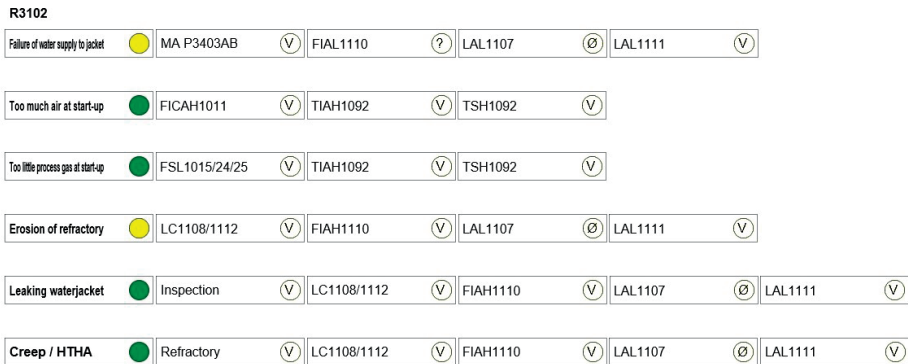 R3102
Failure of water supply to jacket MA P3403AB V FIAL1110 ? LAL1107 Ø LAL1111 V
Too much air at start-up FICAH1011 V TIAH1092 V TSH1092 V
Too little process gas at start-up FSL1015/24/25 V TIAH1092 V TSH1092 V
Erosion of refractory LC1108/1112 V FIAH1110 V LAL1107 Ø LAL1111 V
Leaking waterjacket Inspection V LC1108/1112 V FIAH1110 V LAL1107 Ø LAL1111 V
Creep / HTHA Refractory V LC1108/1112 V FIAH1110 V LAL1107 Ø LAL1111 V